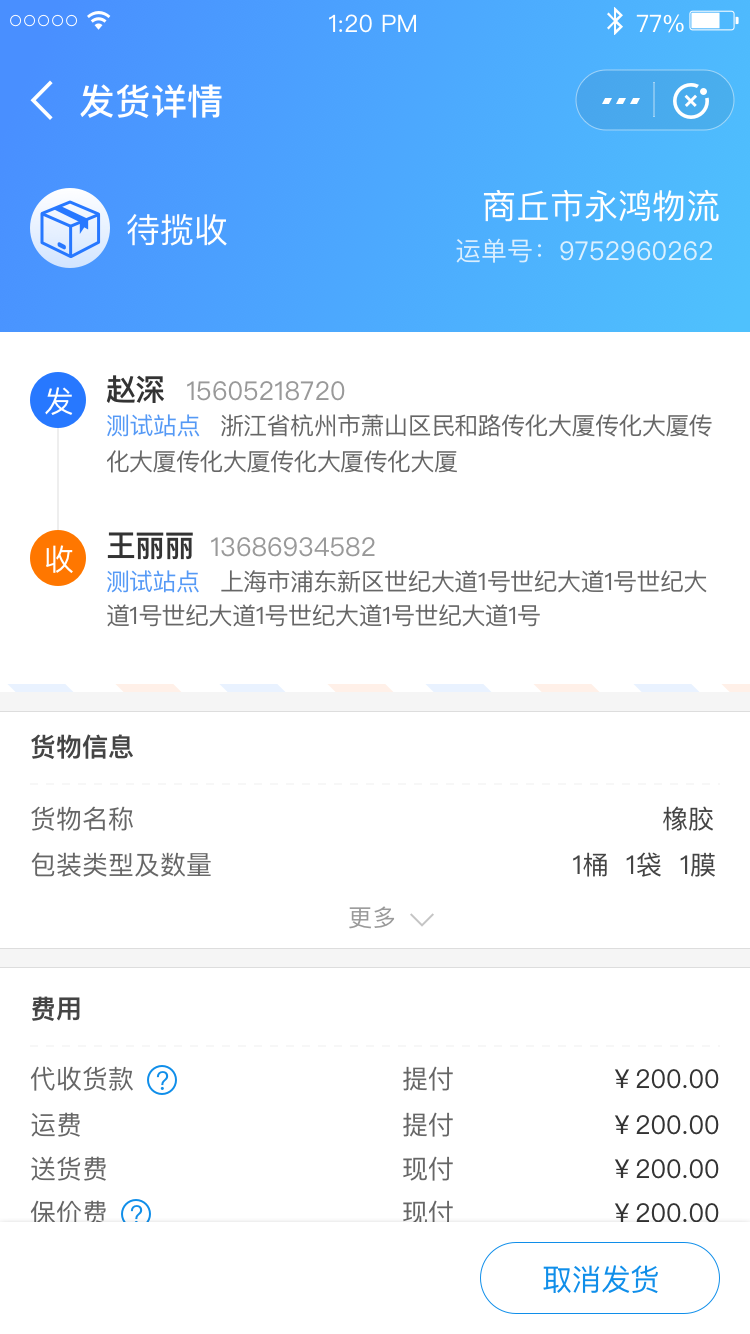 1:20 PM
77%
发货详情
待揽收
商丘市永鸿物流
运单号：9752960262
发
赵深 15605218720
测试站点 浙江省杭州市萧山区民和路传化大厦传化大厦传
化大厦传化大厦传化大厦传化大厦
收
王丽丽 13686934582
测试站点 上海市浦东新区世纪大道1号世纪大道1号世纪大
道1号世纪大道1号世纪大道1号世纪大道1号
货物信息
货物名称 橡胶
包装类型及数量 1桶 1袋 1膜
更多
费用
代收货款 ? 提付 ¥200.00
运费 提付 ¥200.00
送货费 现付 ¥200.00
保价费 ? 现付 ¥200.00
取消发货